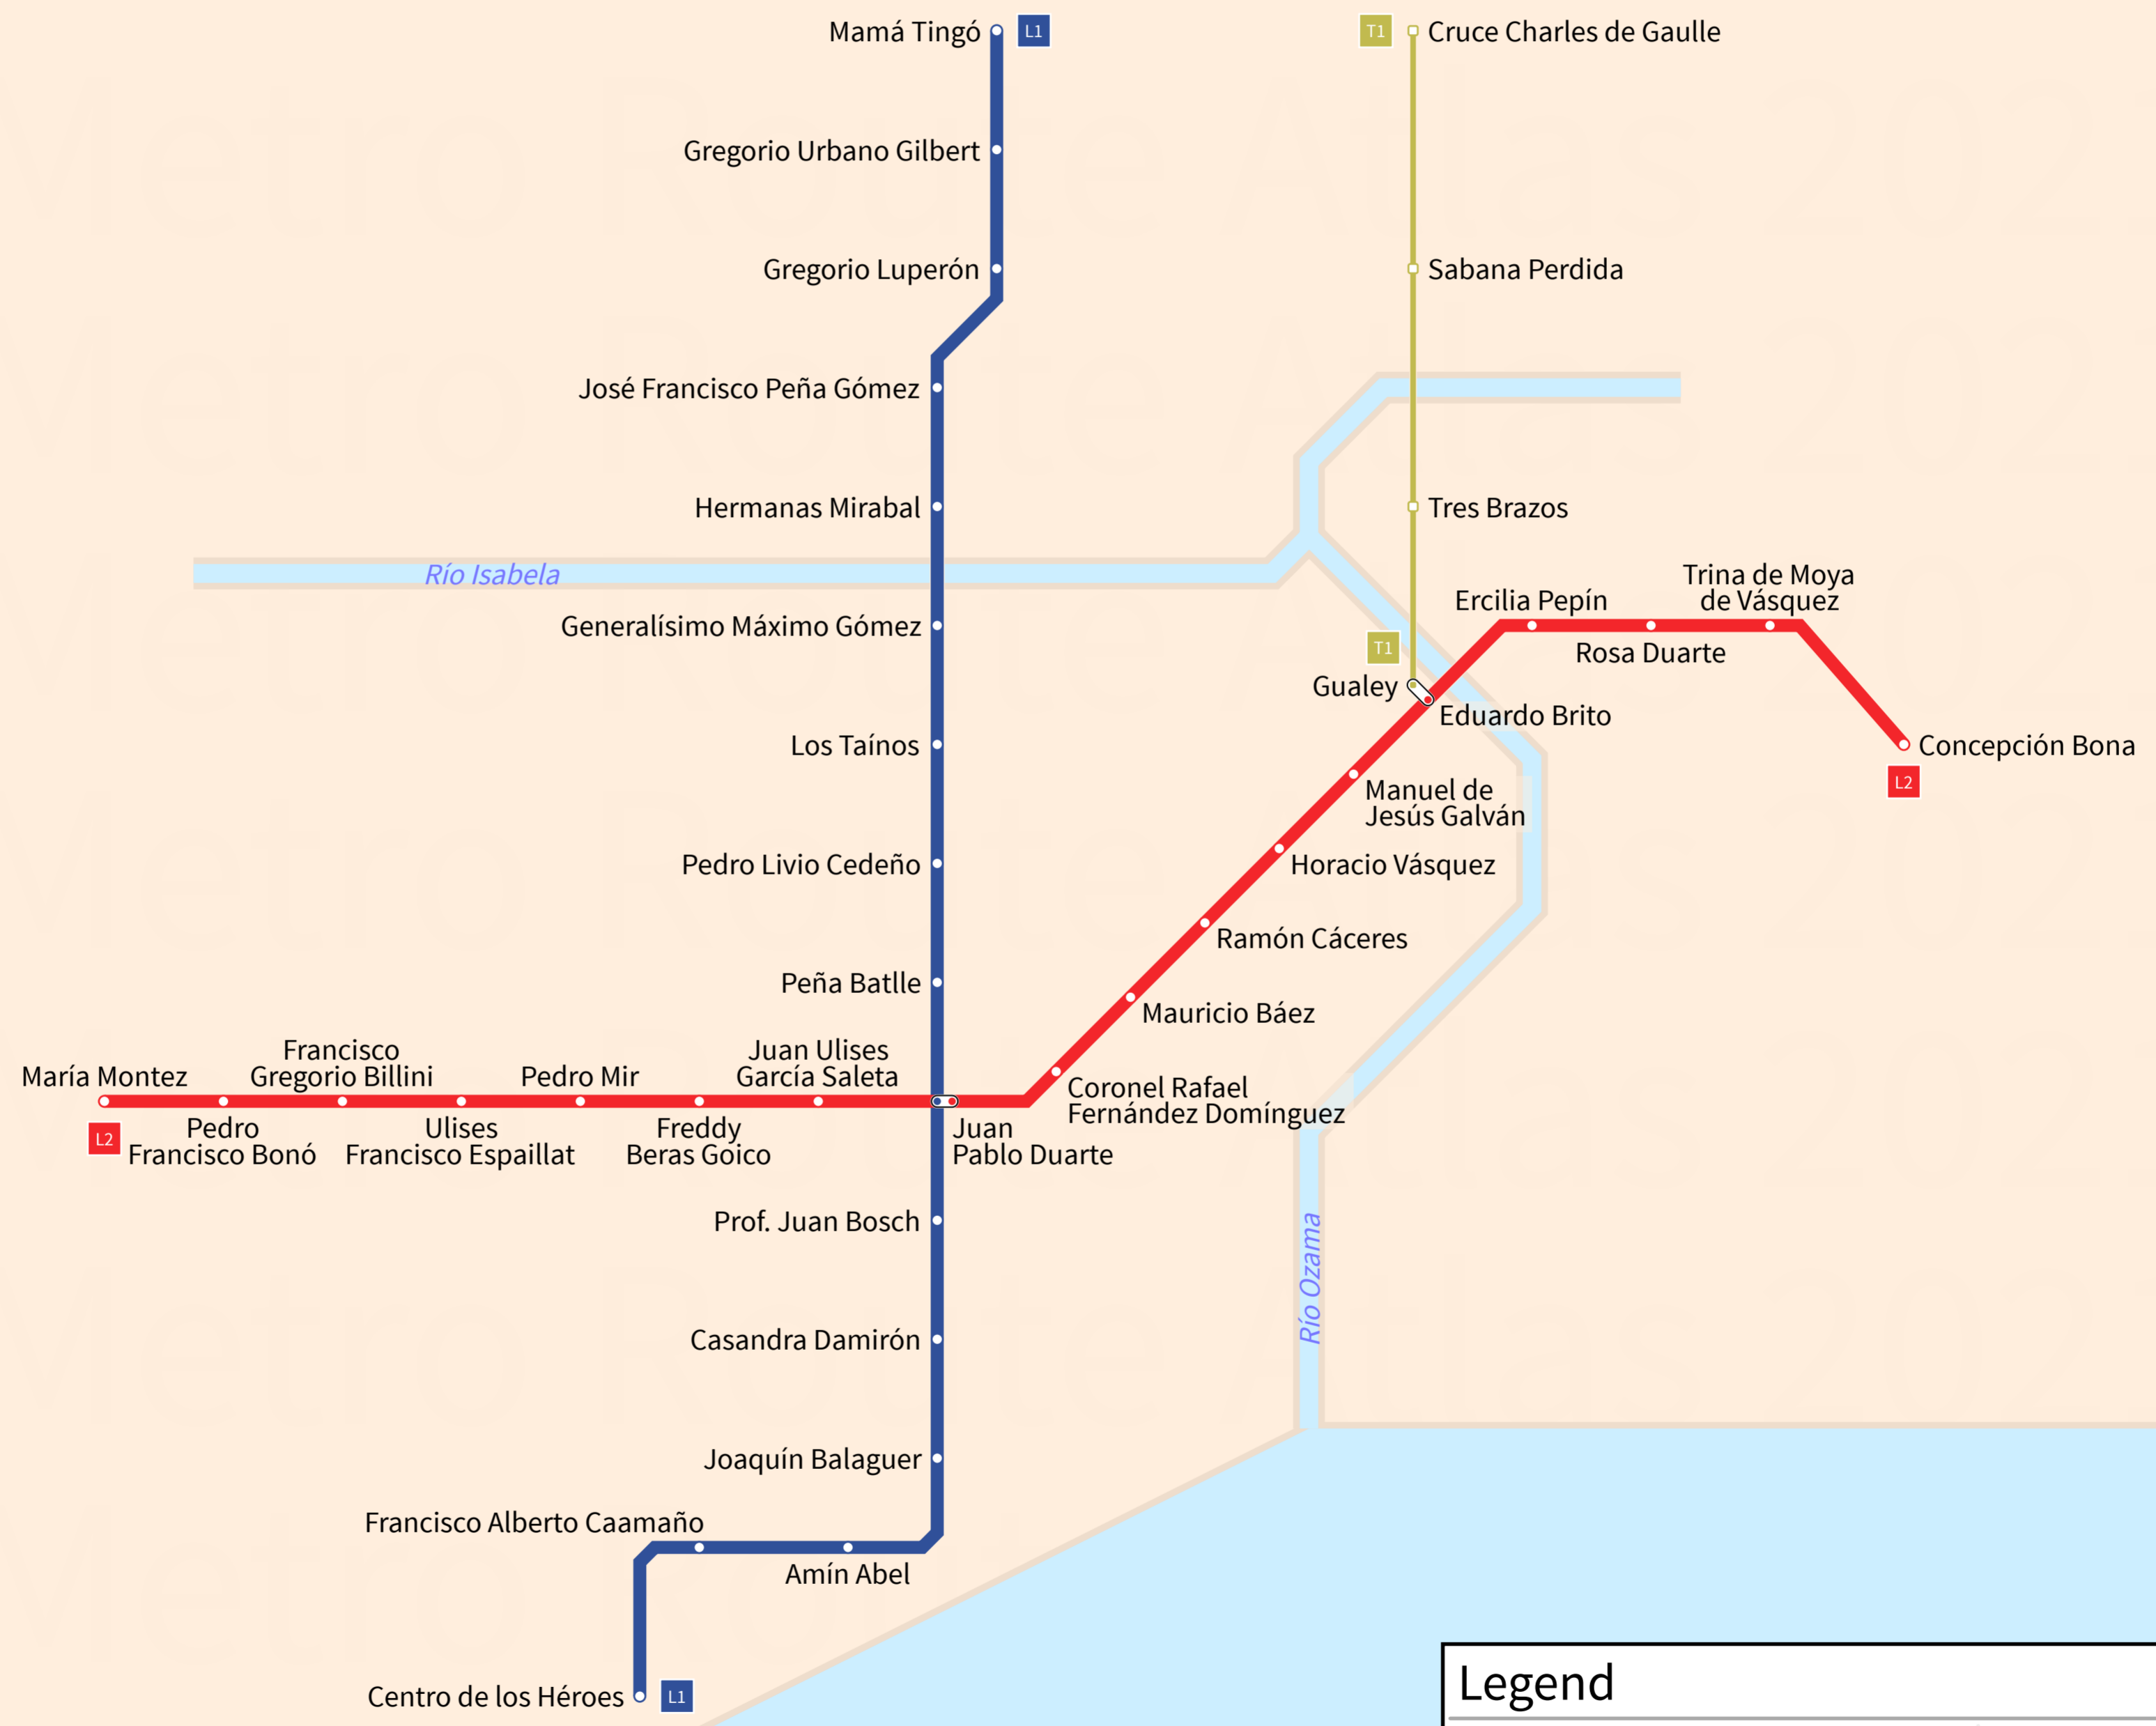 Mamá Tingó
L1
T1
Cruce Charles de Gaulle
Gregorio Urbano Gilbert
Gregorio Luperón
Sabana Perdida
José Francisco Peña Gómez
Hermanas Mirabal
Tres Brazos
Río Isabela
Ercilia Pepín
Trina de Moya
de Vásquez
Generalísimo Máximo Gómez
T1
Rosa Duarte
Gualey
Eduardo Brito
Los Taínos
Concepción Bona
L2
Manuel de
Jesús Galván
Pedro Livio Cedeño
Horacio Vásquez
Ramón Cáceres
Peña Batlle
Mauricio Báez
María Montez
Francisco
Gregorio Billini
Pedro Mir
Juan Ulises
García Saleta
Coronel Rafael
Fernández Domínguez
L2
Pedro
Francisco Bonó
Ulises
Francisco Espaillat
Freddy
Beras Goico
Juan
Pablo Duarte
Prof. Juan Bosch
Río Ozama
Casandra Damirón
Joaquín Balaguer
Francisco Alberto Caamaño
Amín Abel
Centro de los Héroes
L1
Legend